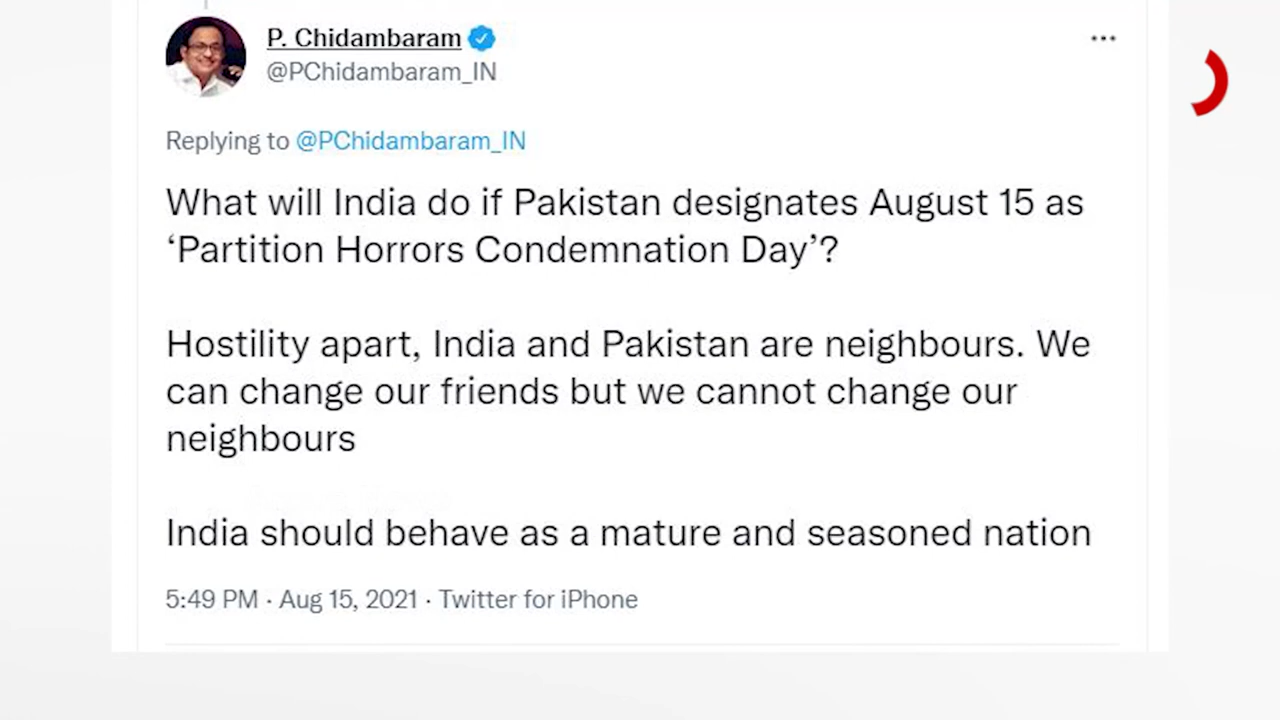 P. Chidambaram
@PChidambaram_IN
Replying to @PChidambaram_IN
What will India do if Pakistan designates August 15 as
‘Partition Horrors Condemnation Day’?
Hostility apart, India and Pakistan are neighbours. We
can change our friends but we cannot change our
neighbours
India should behave as a mature and seasoned nation
5:49 PM · Aug 15, 2021 · Twitter for iPhone